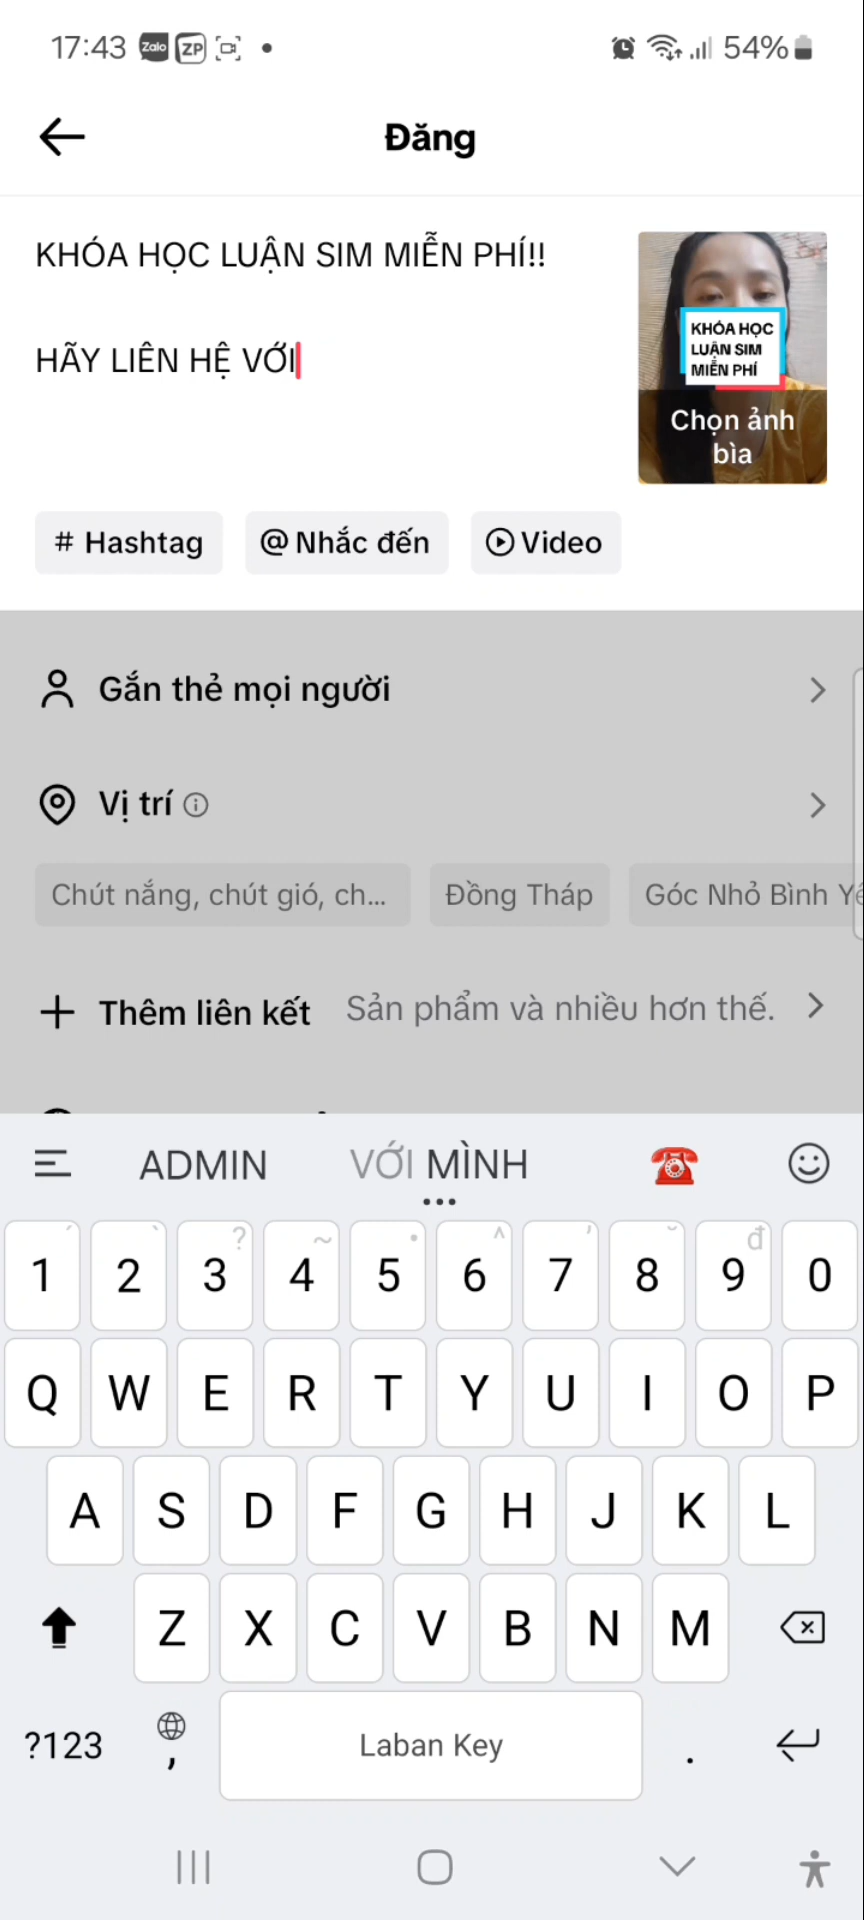 17:43 Zalo ZP 54%
Đăng
KHÓA HỌC LUẬN SIM MIỄN PHÍ!!
HÃY LIÊN HỆ VỚI
KHÓA HỌC
LUẬN SIM
MIỄN PHÍ
Chọn ảnh
bìa
# Hashtag @ Nhắc đến Video
Gắn thẻ mọi người
Vị trí
Chút nắng, chút gió, ch... Đồng Tháp Góc Nhỏ Bình Yê
Thêm liên kết Sản phẩm và nhiều hơn thế.
ADMIN VỚI MÌNH
1 2 3 ? 4 ~ 5 6 ^ 7 8 9 đ 0
Q W E R T Y U I O P
A S D F G H J K L
Z X C V B N M
?123 , Laban Key .